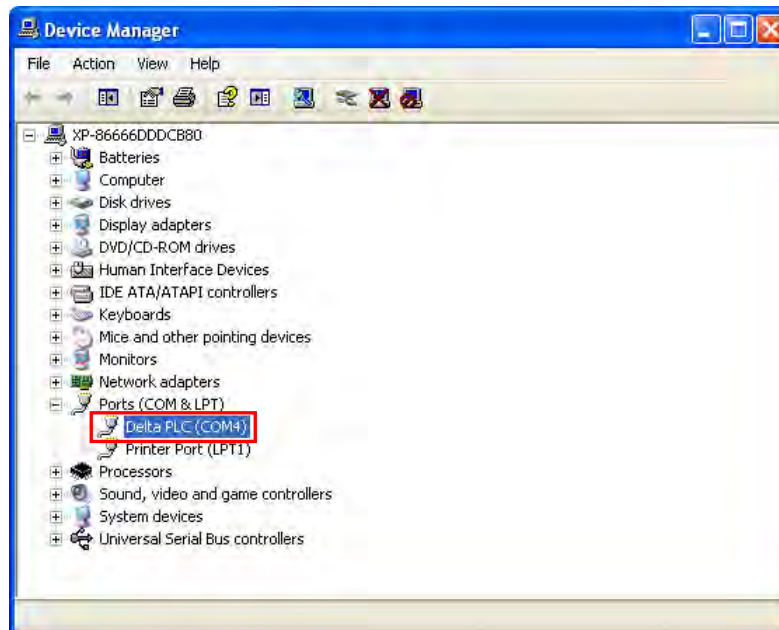 Device Manager
File Action View Help
XP-86666DDDCB80
Batteries
Computer
Disk drives
Display adapters
DVD/CD-ROM drives
Human Interface Devices
IDE ATA/ATAPI controllers
Keyboards
Mice and other pointing devices
Monitors
Network adapters
Ports (COM & LPT)
Delta PLC (COM4)
Printer Port (LPT1)
Processors
Sound, video and game controllers
System devices
Universal Serial Bus controllers